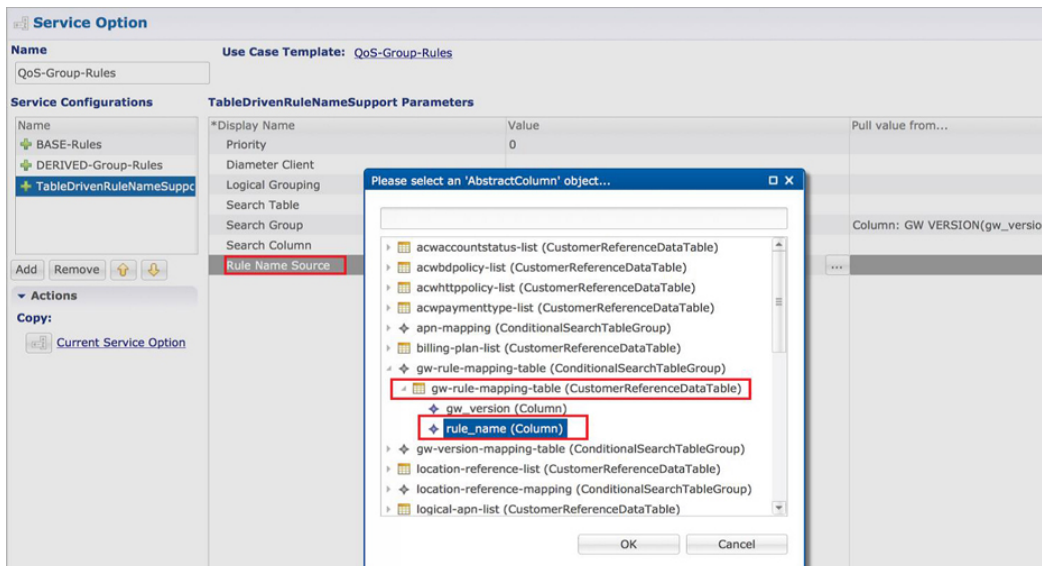 Service Option
Name
Use Case Template: QoS-Group-Rules
QoS-Group-Rules
Service Configurations
TableDrivenRuleNameSupport Parameters
Name
*Display Name Value Pull value from...
BASE-Rules
Priority 0
DERIVED-Group-Rules
Diameter Client
TableDrivenRuleNameSuppo
Logical Grouping
Search Table
Search Group Column: GW VERSION(gw_versio
Search Column
Rule Name Source ...
Add Remove
Actions
Copy:
Current Service Option
Please select an 'AbstractColumn' object...
acwaccountstatus-list (CustomerReferenceDataTable)
acwbdpolicy-list (CustomerReferenceDataTable)
acwhttppolicy-list (CustomerReferenceDataTable)
acwpaymenttype-list (CustomerReferenceDataTable)
apn-mapping (ConditionalSearchTableGroup)
billing-plan-list (CustomerReferenceDataTable)
gw-rule-mapping-table (ConditionalSearchTableGroup)
gw-rule-mapping-table (CustomerReferenceDataTable)
gw_version (Column)
rule_name (Column)
gw-version-mapping-table (ConditionalSearchTableGroup)
location-reference-list (CustomerReferenceDataTable)
location-reference-mapping (ConditionalSearchTableGroup)
logical-apn-list (CustomerReferenceDataTable)
OK Cancel